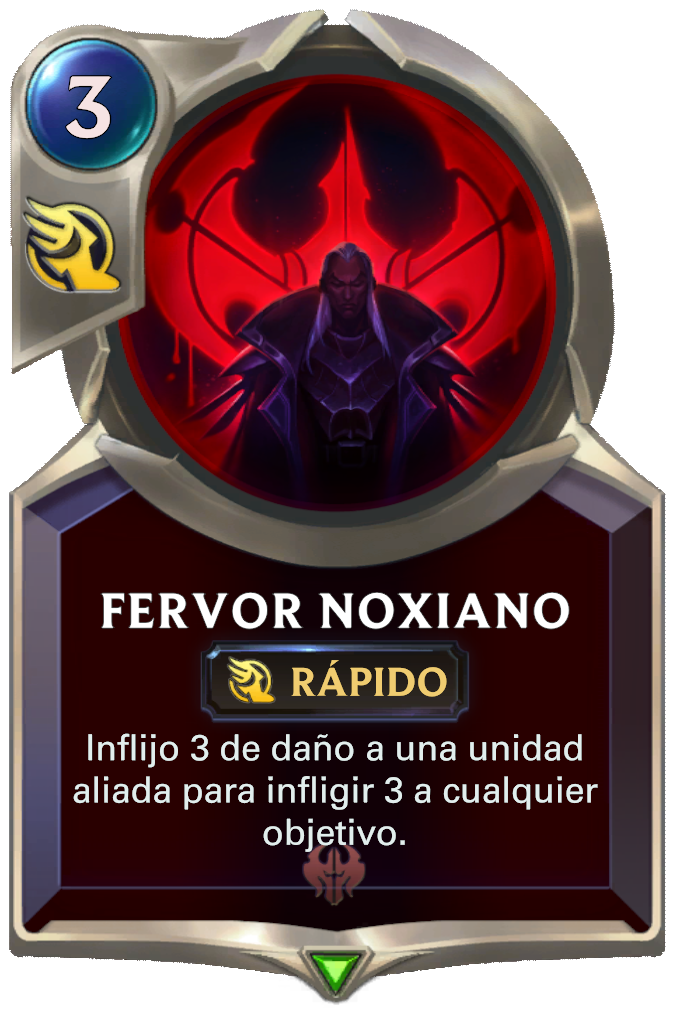 3
FERVOR NOXIANO
RÁPIDO
Inflijo 3 de daño a una unidad
aliada para infligir 3 a cualquier
objetivo.